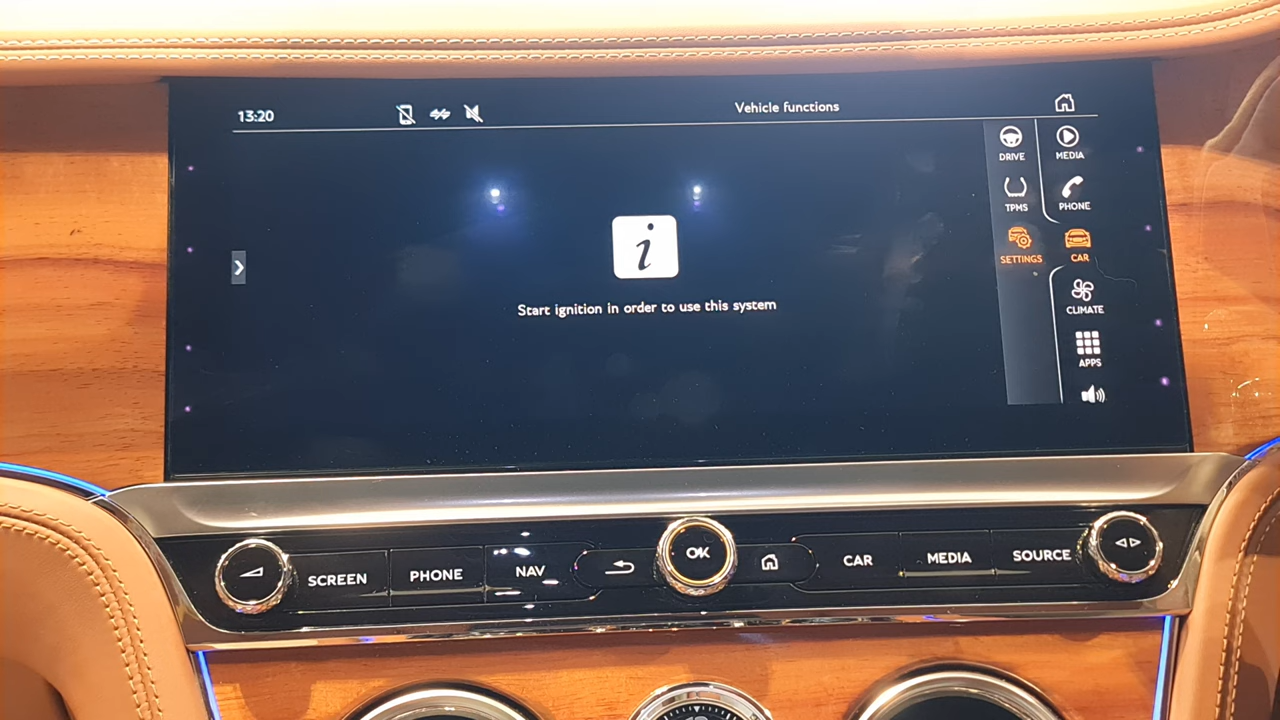 13:20
Vehicle functions
DRIVE
MEDIA
TPMS
PHONE
SETTINGS
CAR
CLIMATE
APPS
i
Start ignition in order to use this system
SCREEN
PHONE
NAV
OK
CAR
MEDIA
SOURCE